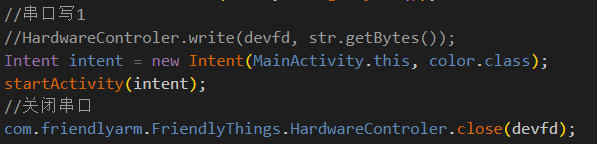 //串口写1
//HardwareControler.write(devfd, str.getBytes());
Intent intent = new Intent(MainActivity.this, color.class);
startActivity(intent);
//关闭串口
com.friendlyarm.FriendlyThings.HardwareControler.close(devfd);